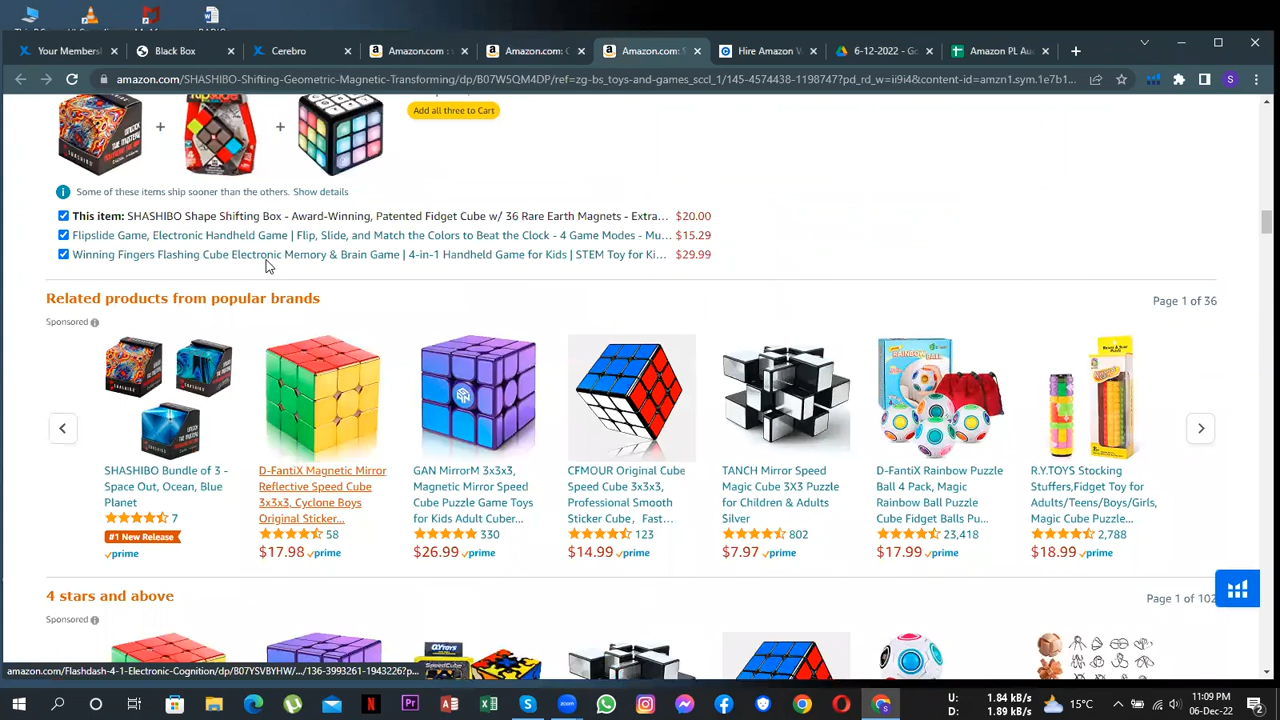 Your Members
Black Box
Cerebro
Amazon.com :
Amazon.com:
Amazon.com:
Hire Amazon
6-12-2022 - Go
Amazon PL Au
amazon.com/SHASHIBO-Shifting-Geometric-Magnetic-Transforming/dp/B07W5QM4DP/ref=zg-bs_toys-and-games_sccl_1/145-4574438-1198747?pd_rd_w=ii9i4&content-id=amzn1.sym.1e7b1...
S
Add all three to Cart
Some of these items ship sooner than the others. Show details
This item: SHASHIBO Shape Shifting Box - Award-Winning, Patented Fidget Cube w/ 36 Rare Earth Magnets - Extra… $20.00
Flipslide Game, Electronic Handheld Game | Flip, Slide, and Match the Colors to Beat the Clock - 4 Game Modes - Mu… $15.29
Winning Fingers Flashing Cube Electronic Memory & Brain Game | 4-in-1 Handheld Game for Kids | STEM Toy for Ki… $29.99
Related products from popular brands
Page 1 of 36
Sponsored
SHASHIBO Bundle of 3 -
Space Out, Ocean, Blue
Planet
7
#1 New Release
prime
D-FantiX Magnetic Mirror
Reflective Speed Cube
3x3x3, Cyclone Boys
Original Sticker...
58
$17.98 prime
GAN MirrorM 3x3x3,
Magnetic Mirror Speed
Cube Puzzle Game Toys
for Kids Adult Cuber...
330
$26.99 prime
CFMOUR Original Cube
Speed Cube 3x3x3,
Professional Smooth
Sticker Cube，Fast…
123
$14.99 prime
TANCH Mirror Speed
Magic Cube 3X3 Puzzle
for Children & Adults
Silver
802
$7.97 prime
D-FantiX Rainbow Puzzle
Ball 4 Pack, Magic
Rainbow Ball Puzzle
Cube Fidget Balls Pu...
23,418
$17.99 prime
R.Y.TOYS Stocking
Stuffers,Fidget Toy for
Adults/Teens/Boys/Girls,
Magic Cube Puzzle...
2,788
$18.99 prime
4 stars and above
Page 1 of 102
Sponsored
amazon.com/Flashdash-4-1-Electronic-Cognition/dp/B07YSVBYHW/.../136-3993261-1943226?p...
U: 1.84 kB/s
D: 1.89 kB/s
15°C
11:09 PM
06-Dec-22